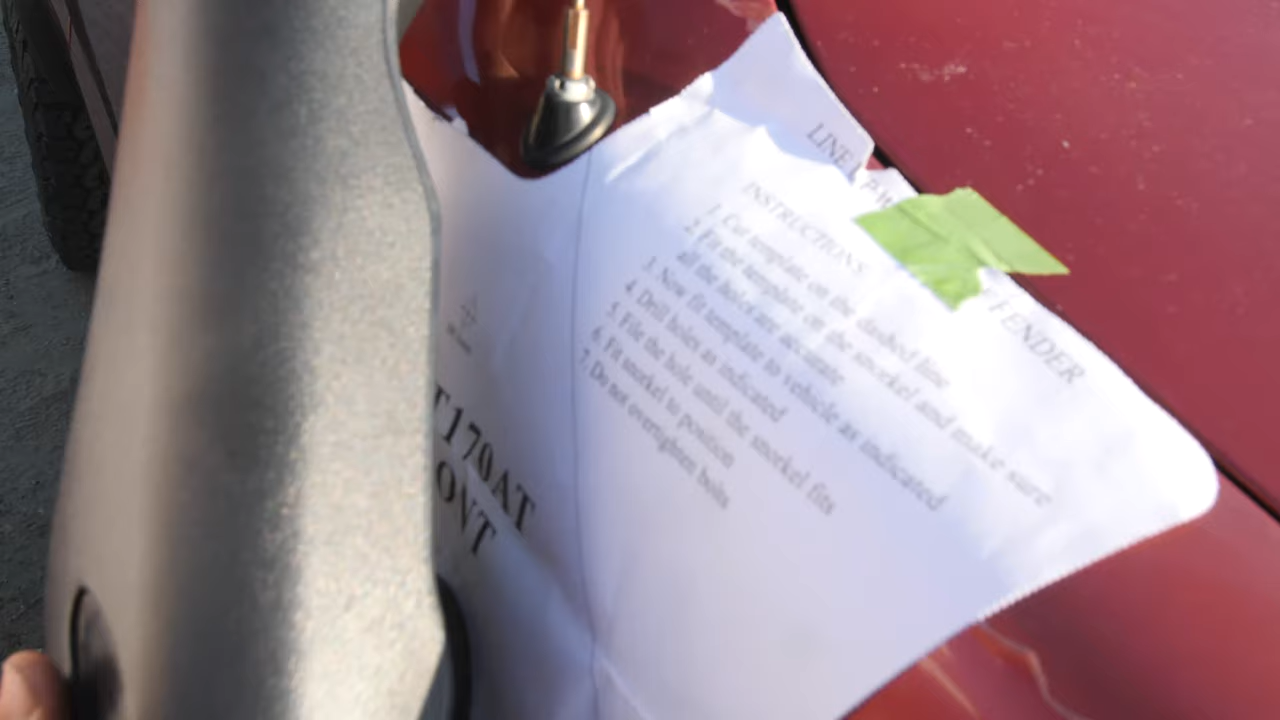 LINE
FENDER
INSTRUCTIONS
1. Cut template on the dashed line
2. Fit the template on the snorkel and make sure
all the holes are accurate
3. Now fit template to vehicle as indicated
4. Drill holes as indicated
5. File the hole until the snorkel fits
6. Fit snorkel to position
7. Do not overtighten bolts
T170AT
ONT